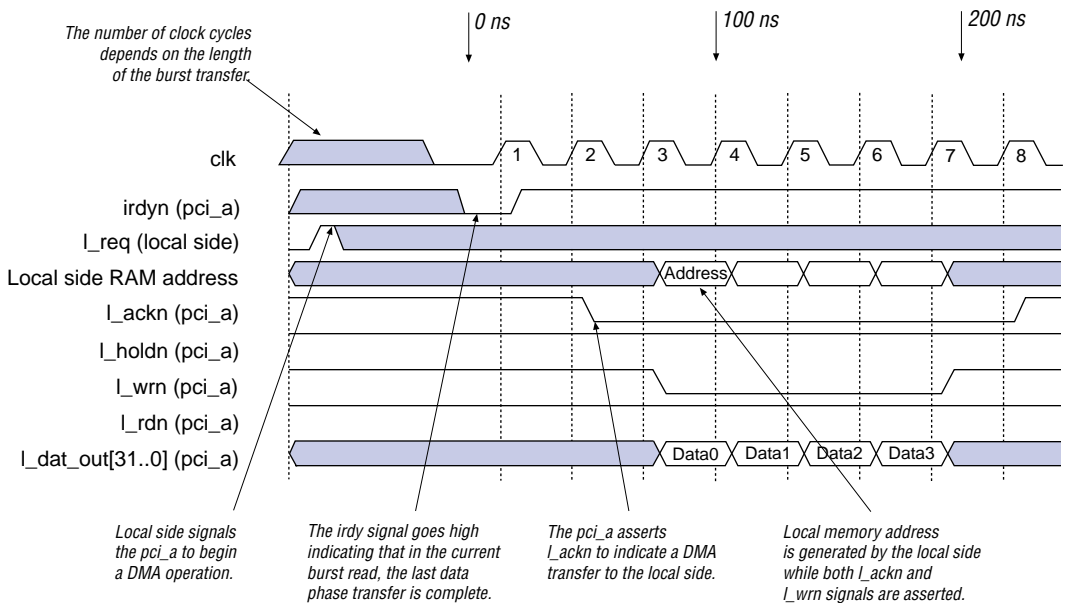 0 ns
100 ns
200 ns
The number of clock cycles
depends on the length
of the burst transfer.
clk
1 2 3 4 5 6 7 8
irdyn (pci_a)
l_req (local side)
Local side RAM address
Address
l_ackn (pci_a)
l_holdn (pci_a)
l_wrn (pci_a)
l_rdn (pci_a)
l_dat_out[31..0] (pci_a)
Data0 Data1 Data2 Data3
Local side signals
the pci_a to begin
a DMA operation.
The irdy signal goes high
indicating that in the current
burst read, the last data
phase transfer is complete.
The pci_a asserts
l_ackn to indicate a DMA
transfer to the local side.
Local memory address
is generated by the local side
while both l_ackn and
l_wrn signals are asserted.